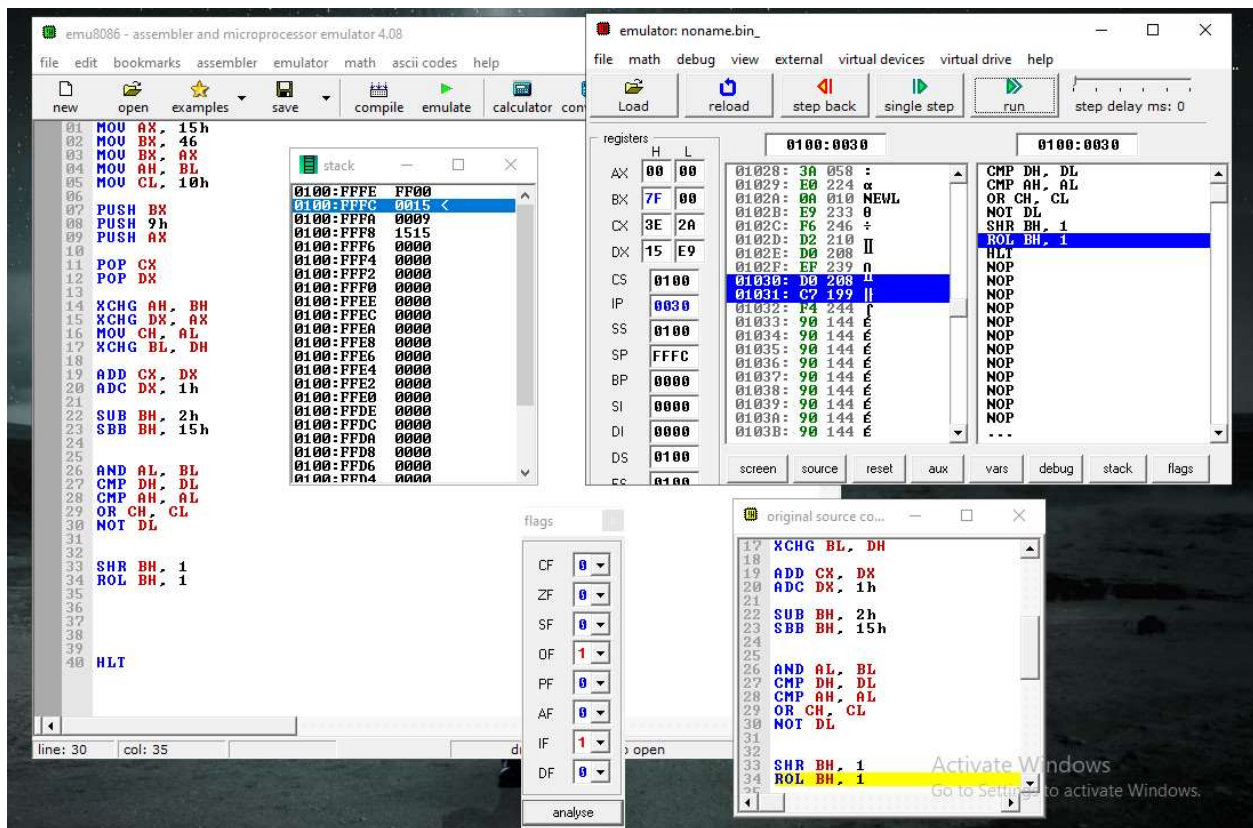 emu8086 - assembler and microprocessor emulator 4.08
file edit bookmarks assembler emulator math ascii codes help
new open examples save compile emulate calculator
01 MOV AX, 15h
02 MOV BX, 46
03 MOV BX, AX
04 MOV AH, BL
05 MOV CL, 10h
06
07 PUSH BX
08 PUSH 9h
09 PUSH AX
10
11 POP CX
12 POP DX
13
14 XCHG AH, BH
15 XCHG DX, AX
16 MOV CH, AL
17 XCHG BL, DH
18
19 ADD CX, DX
20 ADC DX, 1h
21
22 SUB BH, 2h
23 SBB BH, 15h
24
25
26 AND AL, BL
27 CMP DH, DL
28 CMP AH, AL
29 OR CH, CL
30 NOT DL
31
32
33 SHR BH, 1
34 ROL BH, 1
35
36
37
38
39
40 HLT
line: 30 col: 35
open
stack
0100:FFFE FF00
0100:FFFC 0015 <
0100:FFFA 0009
0100:FFF8 1515
0100:FFF6 0000
0100:FFF4 0000
0100:FFF2 0000
0100:FFF0 0000
0100:FFEE 0000
0100:FFEC 0000
0100:FFEA 0000
0100:FFE8 0000
0100:FFE6 0000
0100:FFE4 0000
0100:FFE2 0000
0100:FFE0 0000
0100:FFDE 0000
0100:FFDC 0000
0100:FFDA 0000
0100:FFD8 0000
0100:FFD6 0000
0100:FFD4 0000
emulator: noname.bin_
file math debug view external virtual devices virtual drive help
Load reload step back single step run step delay ms: 0
registers
H L
AX 00 00
BX 7F 00
CX 3E 2A
DX 15 E9
CS 0100
IP 0030
SS 0100
SP FFFC
BP 0000
SI 0000
DI 0000
DS 0100
ES 0100
0100:0030
01028: 3A 058 :
01029: E0 224 α
0102A: 0A 010 NEWL
0102B: E9 233 θ
0102C: F6 246 ÷
0102D: D2 210 ╥
0102E: D0 208 ╨
0102F: EF 239 ∩
01030: D0 208 ╨
01031: C7 199 ╟
01032: F4 244 ⌠
01033: 90 144 É
01034: 90 144 É
01035: 90 144 É
01036: 90 144 É
01037: 90 144 É
01038: 90 144 É
01039: 90 144 É
0103A: 90 144 É
0103B: 90 144 É
0100:0030
CMP DH, DL
CMP AH, AL
OR CH, CL
NOT DL
SHR BH, 1
ROL BH, 1
HLT
NOP
NOP
NOP
NOP
NOP
NOP
NOP
NOP
NOP
NOP
NOP
NOP
...
screen source reset aux vars debug stack flags
flags
CF 0
ZF 0
SF 0
OF 1
PF 0
AF 0
IF 1
DF 0
analyse
original source co...
17 XCHG BL, DH
18
19 ADD CX, DX
20 ADC DX, 1h
21
22 SUB BH, 2h
23 SBB BH, 15h
24
25
26 AND AL, BL
27 CMP DH, DL
28 CMP AH, AL
29 OR CH, CL
30 NOT DL
31
32
33 SHR BH, 1
34 ROL BH, 1
35
Activate Windows
Go to Settings to activate Windows.